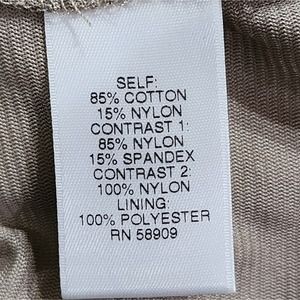 SELF:
85% COTTON
15% NYLON
CONTRAST 1:
85% NYLON
15% SPANDEX
CONTRAST 2:
100% NYLON
LINING:
100% POLYESTER
RN 58909